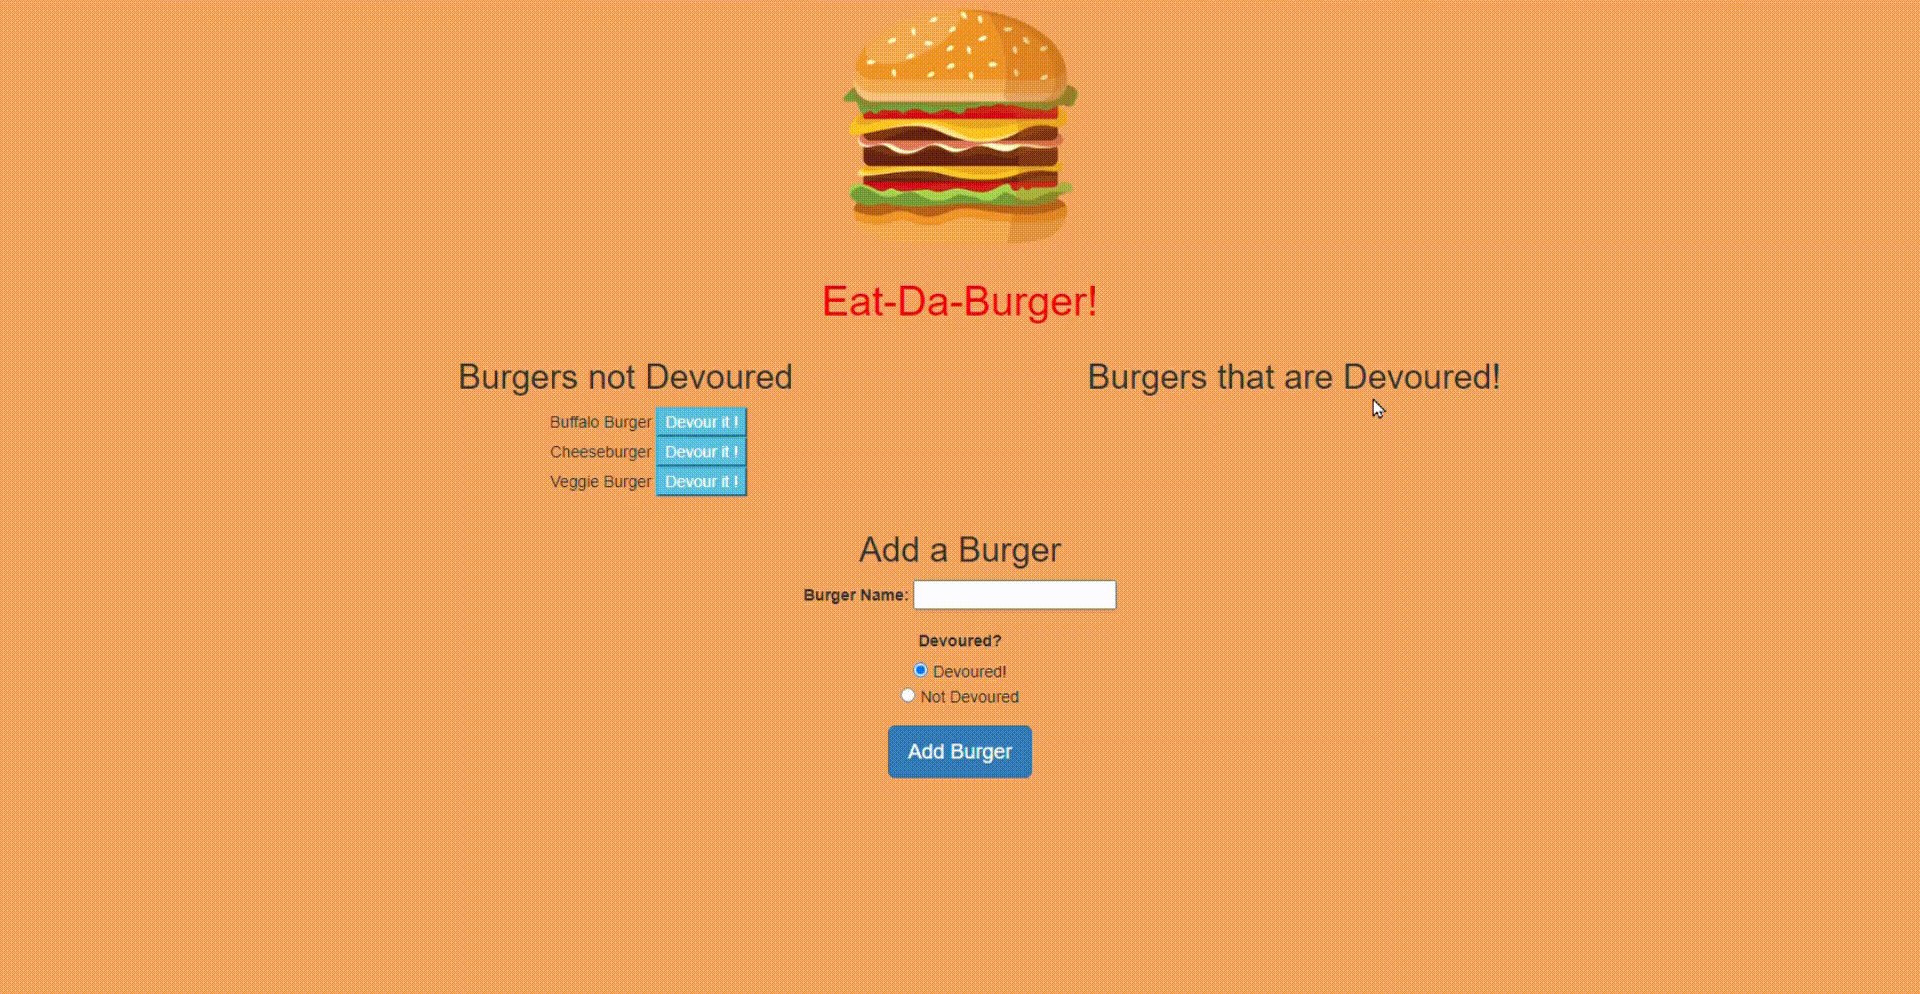 Eat-Da-Burger!
Burgers not Devoured
Buffalo Burger Devour it !
Cheeseburger Devour it !
Veggie Burger Devour it !
Burgers that are Devoured!
Add a Burger
Burger Name:
Devoured?
Devoured!
Not Devoured
Add Burger